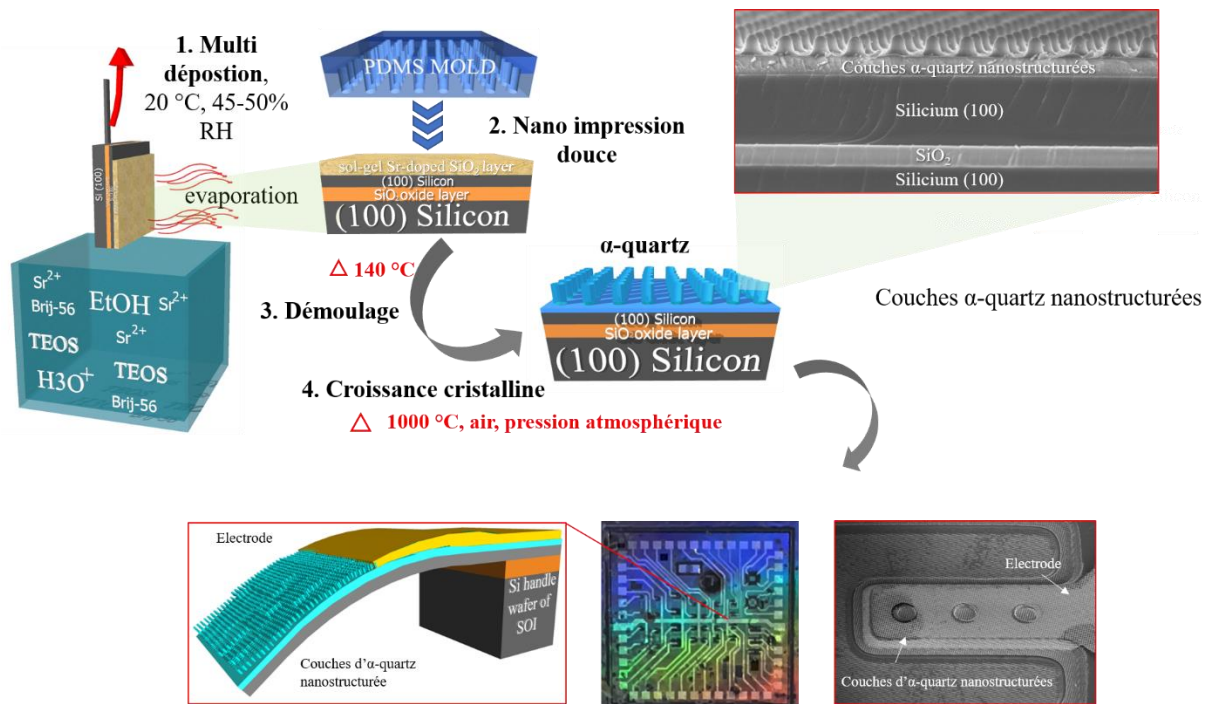 1. Multi
dépostion,
20 °C, 45-50%
RH
Si (100)
evaporation
Sr²⁺
Brij-56
EtOH
Sr²⁺
TEOS
Sr²⁺
TEOS
H3O⁺
Brij-56
PDMS MOLD
2. Nano impression
douce
sol-gel Sr-doped SiO₂ layer
(100) Silicon
SiO₂oxide layer
(100) Silicon
△ 140 °C
3. Démoulage
α-quartz
(100) Silicon
SiO₂oxide layer
(100) Silicon
4. Croissance cristalline
△ 1000 °C, air, pression atmosphérique
Couches α-quartz nanostructurées
Silicium (100)
SiO₂
Silicium (100)
Couches α-quartz nanostructurées
Electrode
Si handle
wafer of
SOI
Couches d'α-quartz
nanostructurée
Electrode
Couches d'α-quartz nanostructurées